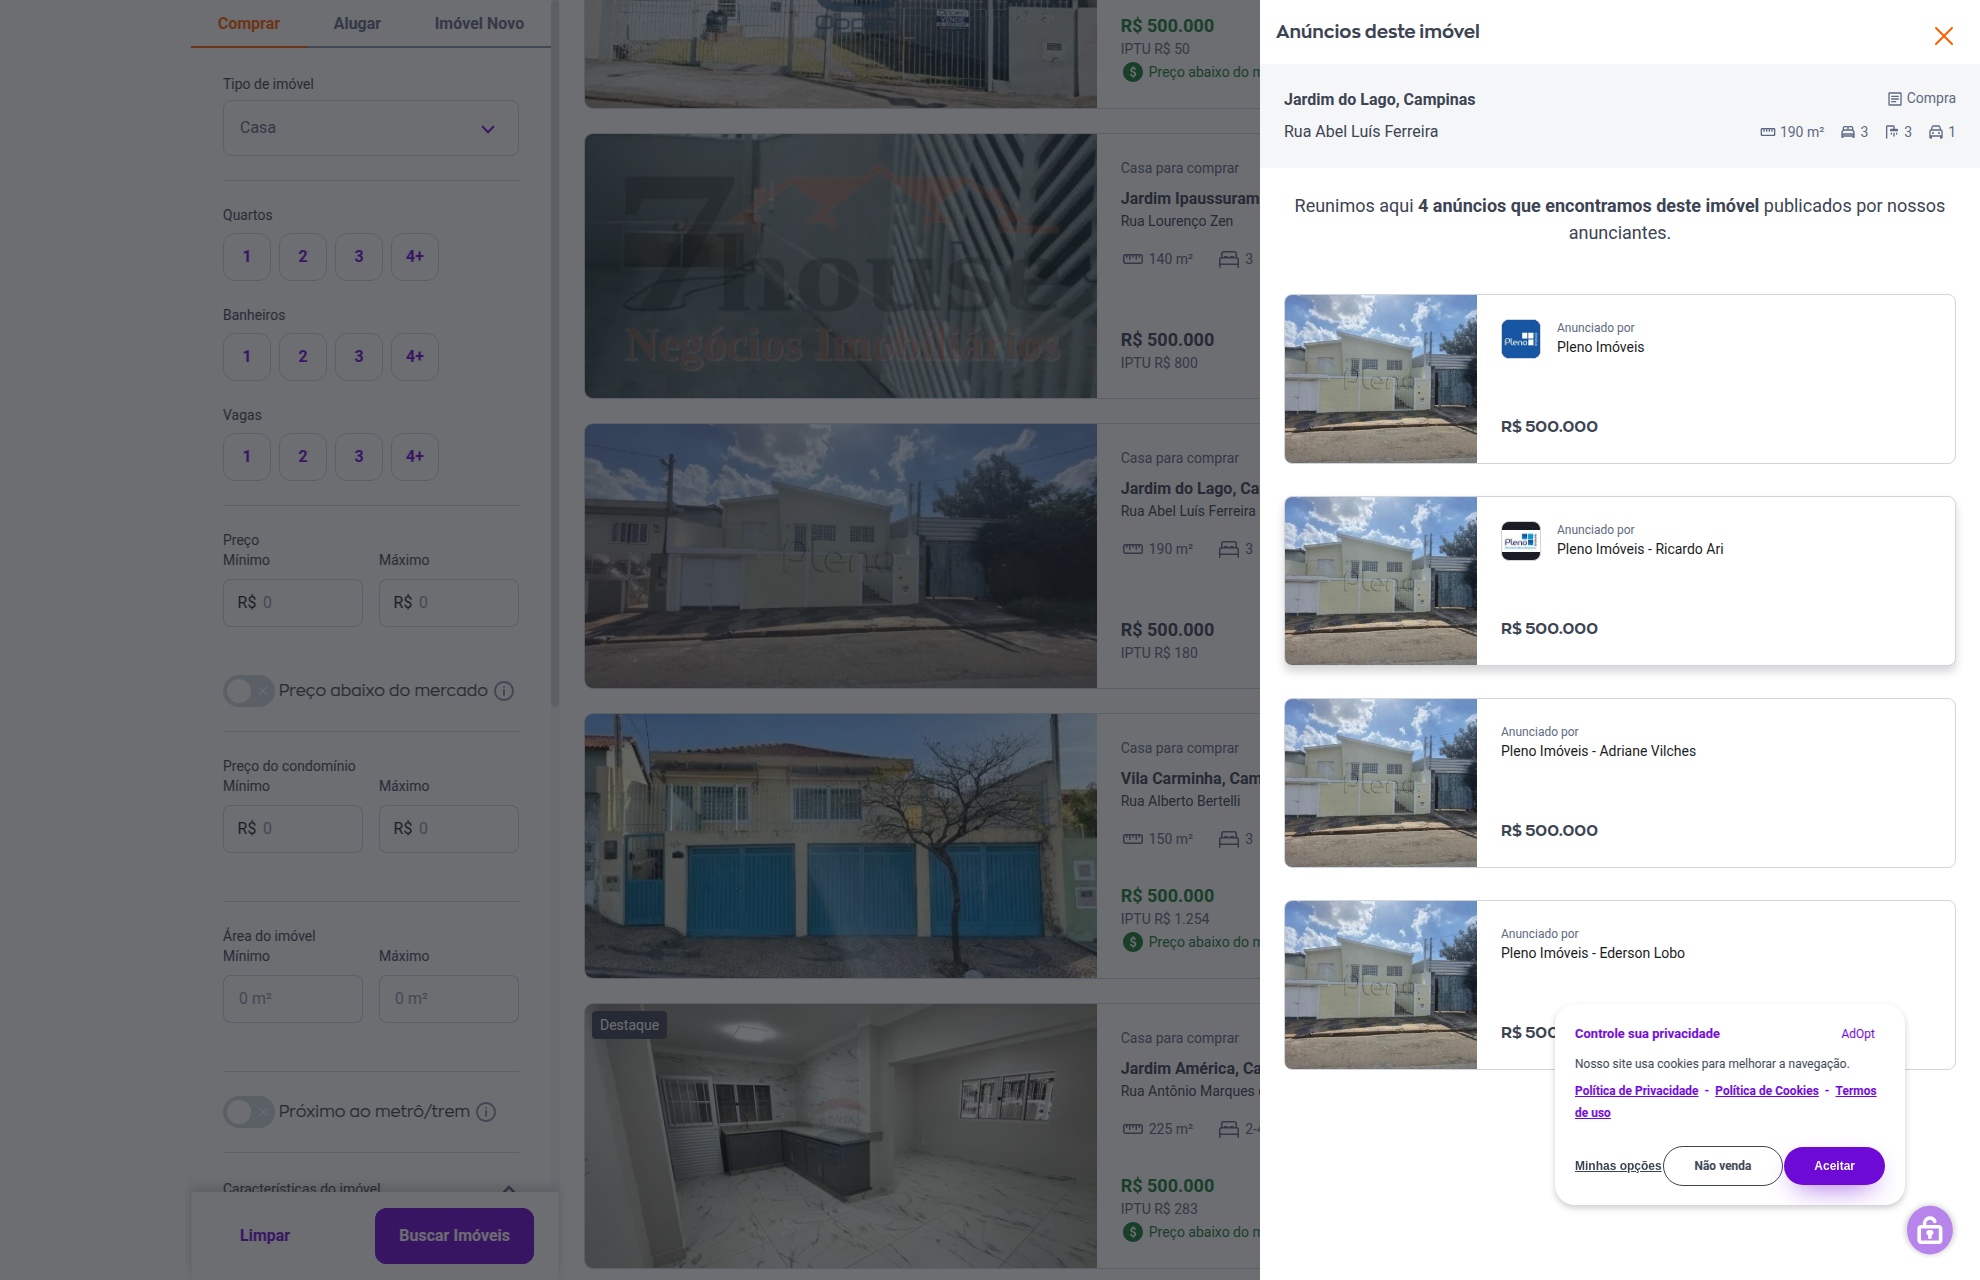 Comprar
Alugar
Imóvel Novo
Tipo de imóvel
Casa
Quartos
1
2
3
4+
Banheiros
1
2
3
4+
Vagas
1
2
3
4+
Preço
Mínimo
Máximo
R$ 0
R$ 0
Preço abaixo do mercado
Preço do condomínio
Mínimo
Máximo
R$ 0
R$ 0
Área do imóvel
Mínimo
Máximo
0 m²
0 m²
Próximo ao metrô/trem
Características do imóvel
Limpar
Buscar Imóveis
R$ 500.000
IPTU R$ 50
Preço abaixo do m
7house
Negócios Imobiliários
Casa para comprar
Jardim Ipaussuram
Rua Lourenço Zen
140 m²
3
R$ 500.000
IPTU R$ 800
Pleno
Casa para comprar
Jardim do Lago, Ca
Rua Abel Luís Ferreira
190 m²
3
R$ 500.000
IPTU R$ 180
Casa para comprar
Vila Carminha, Cam
Rua Alberto Bertelli
150 m²
3
R$ 500.000
IPTU R$ 1.254
Preço abaixo do m
Destaque
Casa para comprar
Jardim América, Ca
Rua Antônio Marques
225 m²
2-
R$ 500.000
IPTU R$ 283
Preço abaixo do m
Anúncios deste imóvel
Jardim do Lago, Campinas
Compra
Rua Abel Luís Ferreira
190 m²
3
3
1
Reunimos aqui 4 anúncios que encontramos deste imóvel publicados por nossos
anunciantes.
Pleno
Pleno
Anunciado por
Pleno Imóveis
R$ 500.000
Pleno
Pleno
Anunciado por
Pleno Imóveis - Ricardo Ari
R$ 500.000
Pleno
Anunciado por
Pleno Imóveis - Adriane Vilches
R$ 500.000
Pleno
Anunciado por
Pleno Imóveis - Ederson Lobo
R$ 500
Controle sua privacidade
AdOpt
Nosso site usa cookies para melhorar a navegação.
Política de Privacidade - Política de Cookies - Termos
de uso
Minhas opções
Não venda
Aceitar